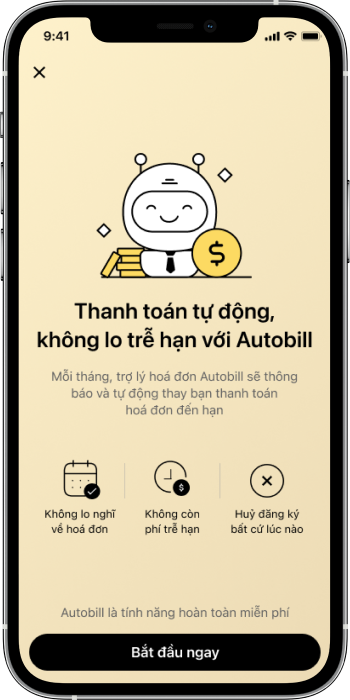 9:41
Thanh toán tự động,
không lo trễ hạn với Autobill
Mỗi tháng, trợ lý hoá đơn Autobill sẽ thông
báo và tự động thay bạn thanh toán
hoá đơn đến hạn
$
$
Không lo nghĩ
về hoá đơn
Không còn
phí trễ hạn
Huỷ đăng ký
bất cứ lúc nào
Autobill là tính năng hoàn toàn miễn phí
Bắt đầu ngay